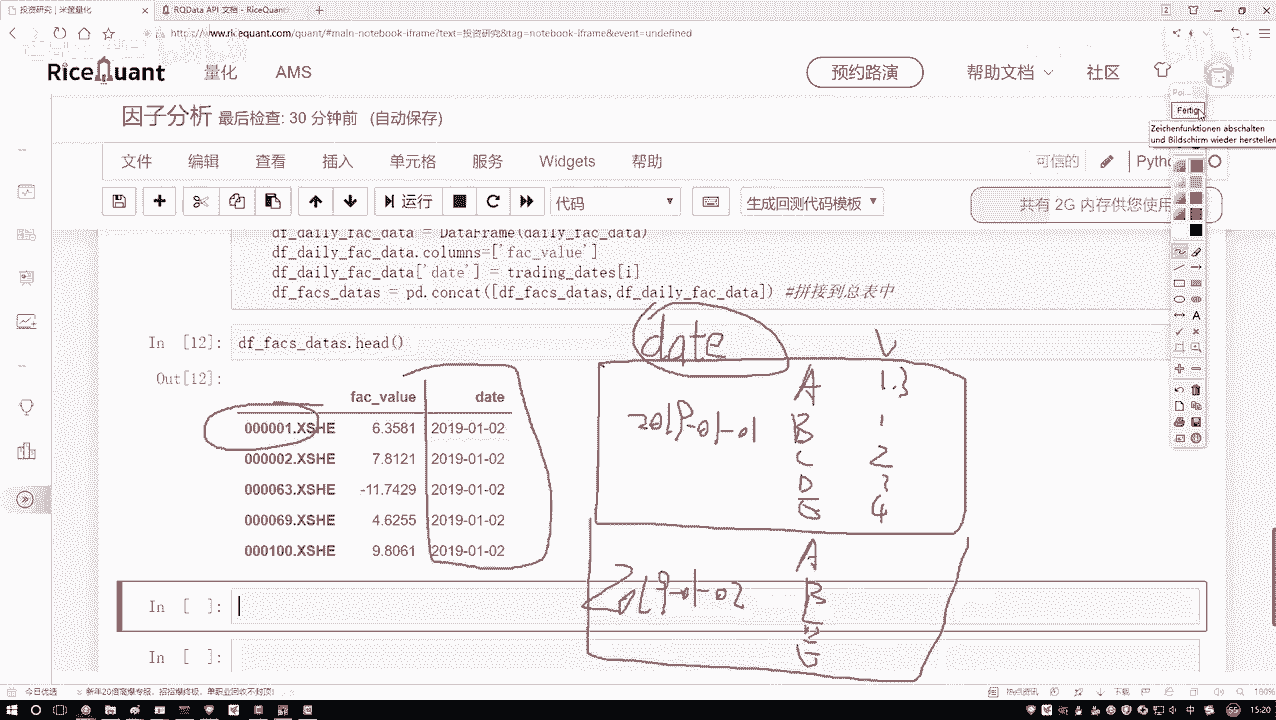 投资研究 | 米筐量化
RQData API 文档 - RiceQuant
www.ricequant.com/quant/#main-notebook-iframe?text=投资研究&tag=notebook-iframe&event=undefined
RiceQuant 量化 AMS 预约路演 帮助文档 社区
因子分析 最后检查: 30 分钟前 (自动保存)
Fertig
Zeichenfunktionen abschalten
und Bildschirm wieder herstellen
文件 编辑 查看 插入 单元格 服务 Widgets 帮助 可信的
运行 代码 生成回测代码模板 共有 2G 内存供您使用
df_daily_fac_data = DataFrame(daily_fac_data)
df_daily_fac_data.columns=['fac_value']
df_daily_fac_data['date'] = trading_dates[i]
df_facs_datas = pd.concat([df_facs_datas,df_daily_fac_data]) #拼接到总表中
In [12]: df_facs_datas.head()
Out[12]:
fac_value date
000001.XSHE 6.3581 2019-01-02
000002.XSHE 7.8121 2019-01-02
000063.XSHE -11.7429 2019-01-02
000069.XSHE 4.6255 2019-01-02
000100.XSHE 9.8061 2019-01-02
date V
A 1.3
2019-01-01 B 1
C 2
D 3
G 4
A
2019-01-02 B
G
In [ ]:
In [ ]:
今日优选
下载
160%
中
15:20